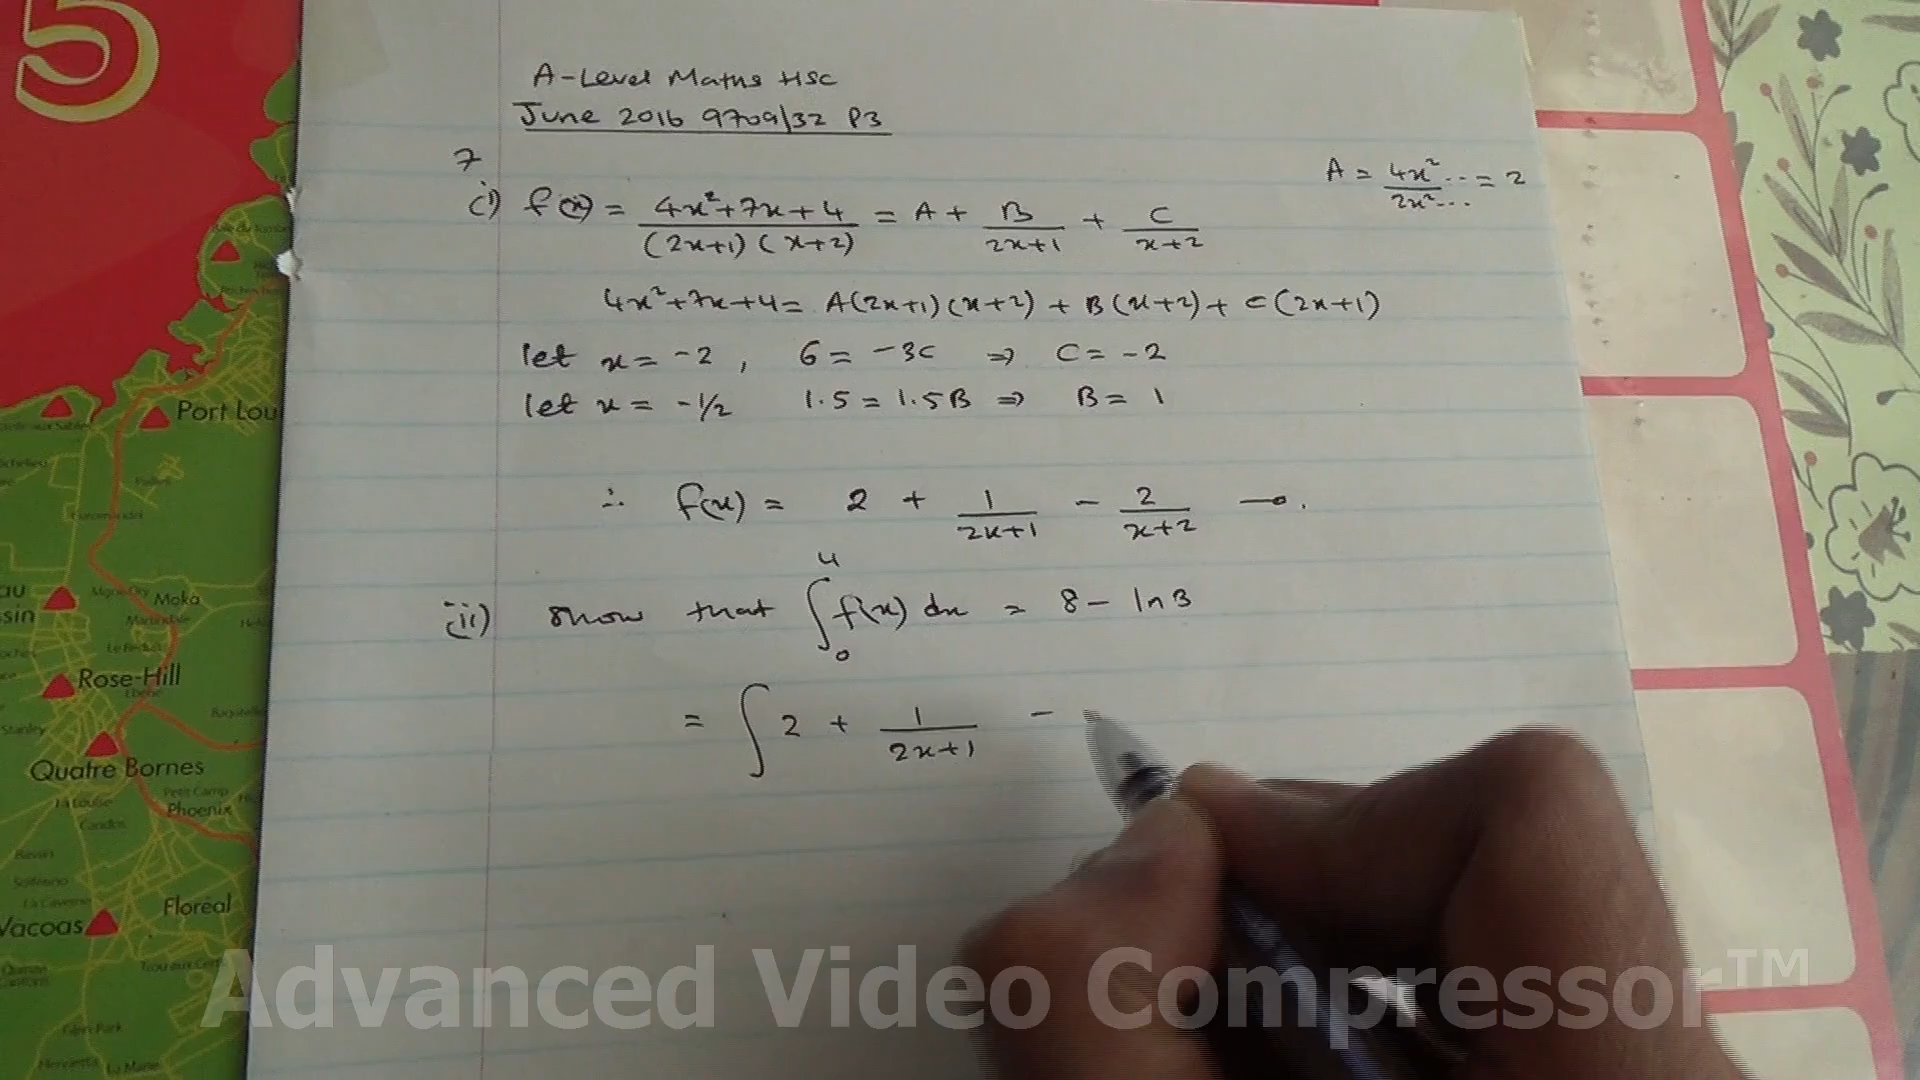 5
A-Level Maths HSC
June 2016 9709/32 P3
7
i) f(x) = 4x²+7x+4 / (2x+1)(x+2) = A + B / 2x+1 + C / x+2
A = 4x² ... / 2x² ... = 2
4x²+7x+4 = A(2x+1)(x+2) + B(x+2) + C(2x+1)
let x = -2, 6 = -3C ⇒ C = -2
let x = -1/2 1.5 = 1.5B ⇒ B = 1
∴ f(x) = 2 + 1 / 2x+1 - 2 / x+2
(ii) show that ∫₀⁴ f(x) dx = 8 - ln 3
= ∫ 2 + 1 / 2x+1 -
Port Lou
Moka
Rose-Hill
Quatre Bornes
Phoenix
Floréal
Vacoas
Advanced Video Compressor™